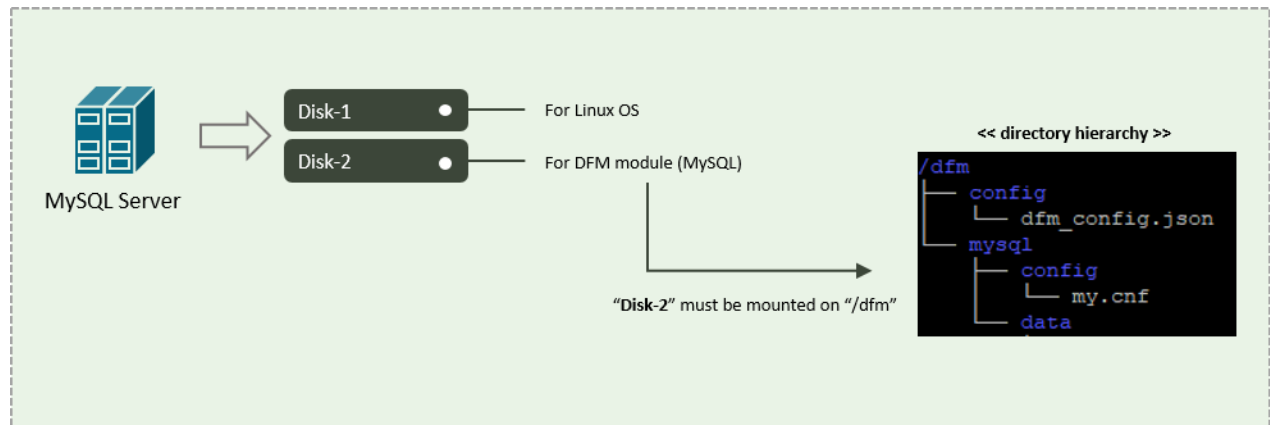 MySQL Server
Disk-1
For Linux OS
Disk-2
For DFM module (MySQL)
“Disk-2” must be mounted on “/dfm”
<< directory hierarchy >>
/dfm
├── config
│   └── dfm_config.json
└── mysql
    ├── config
    │   └── my.cnf
    └── data